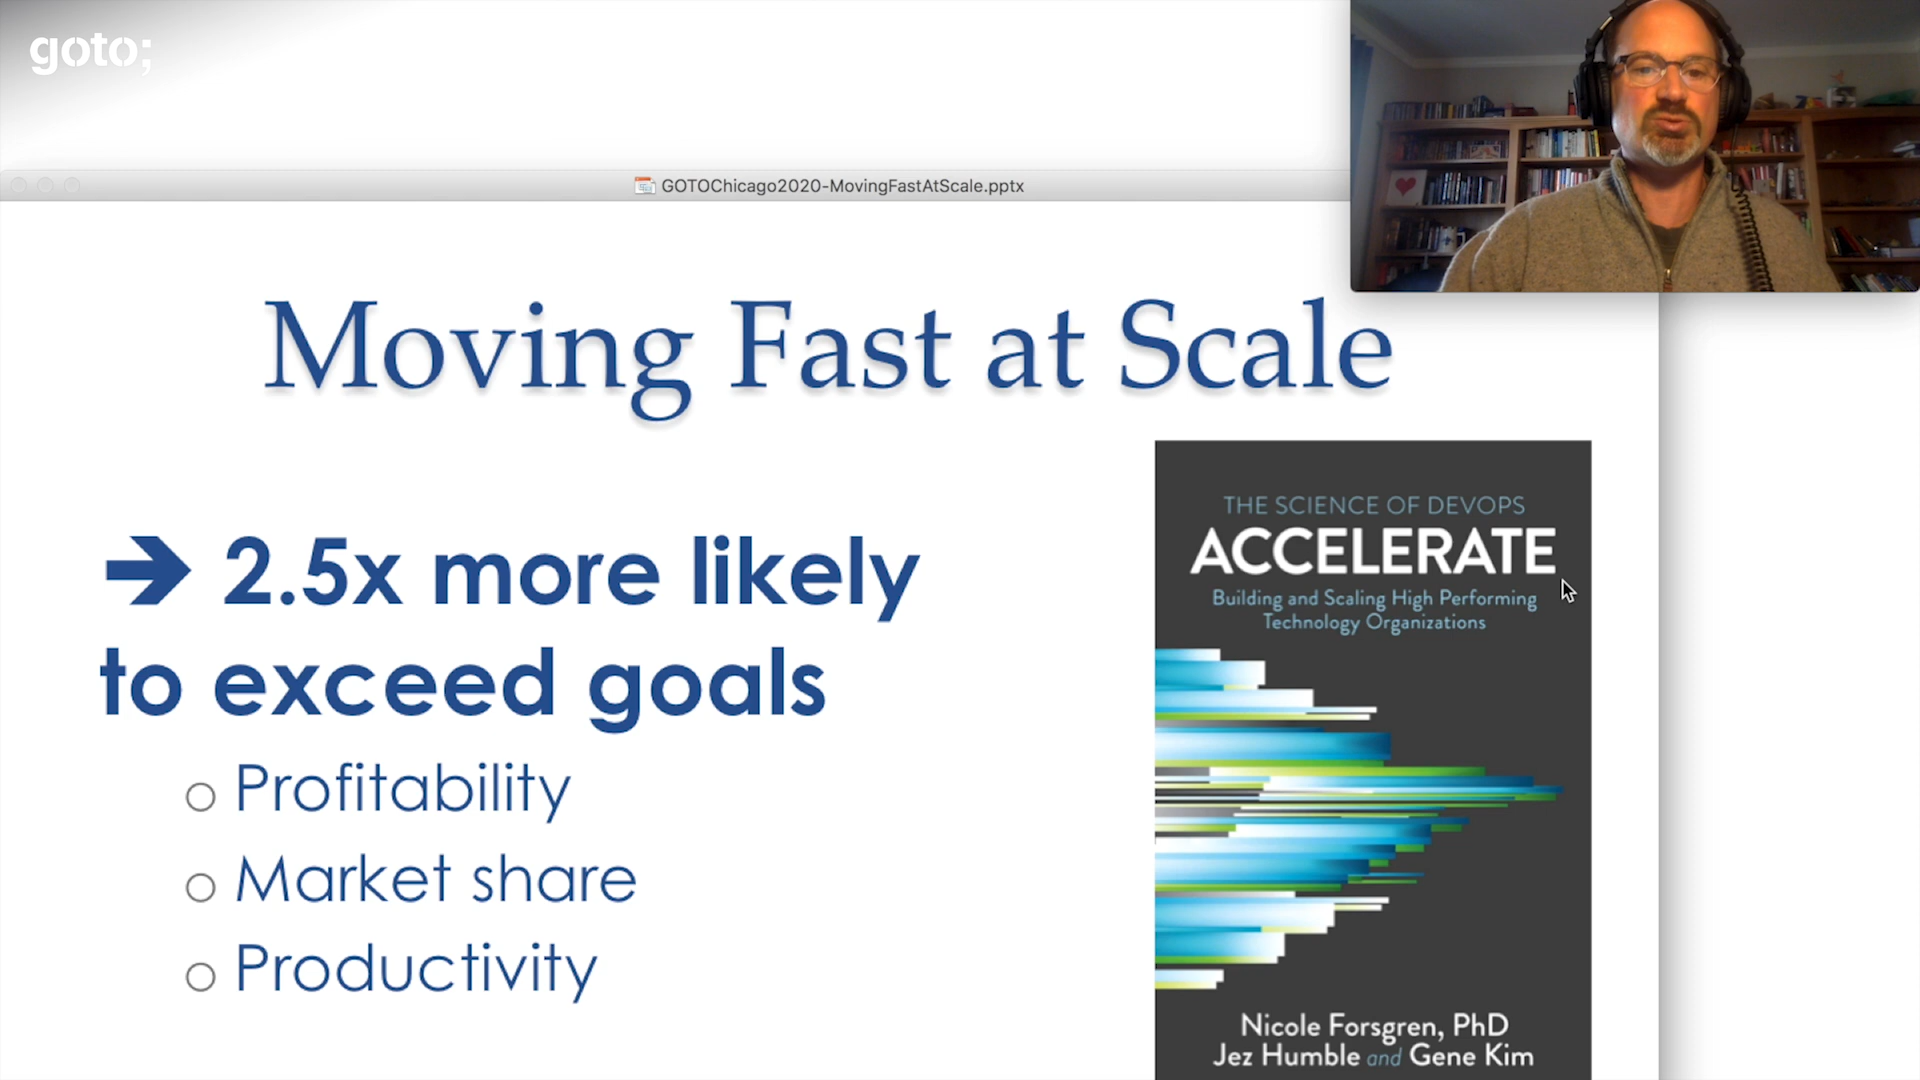 goto;
GOTOChicago2020-MovingFastAtScale.pptx
Moving Fast at Scale
➔ 2.5x more likely
to exceed goals
○ Profitability
○ Market share
○ Productivity
THE SCIENCE OF DEVOPS
ACCELERATE
Building and Scaling High Performing
Technology Organizations
Nicole Forsgren, PhD
Jez Humble and Gene Kim